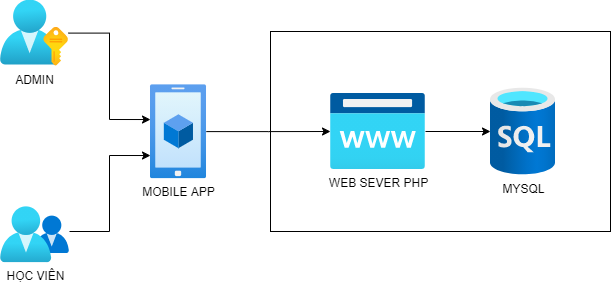 ADMIN
MOBILE APP
WWW
WEB SEVER PHP
SQL
MYSQL
HỌC VIÊN